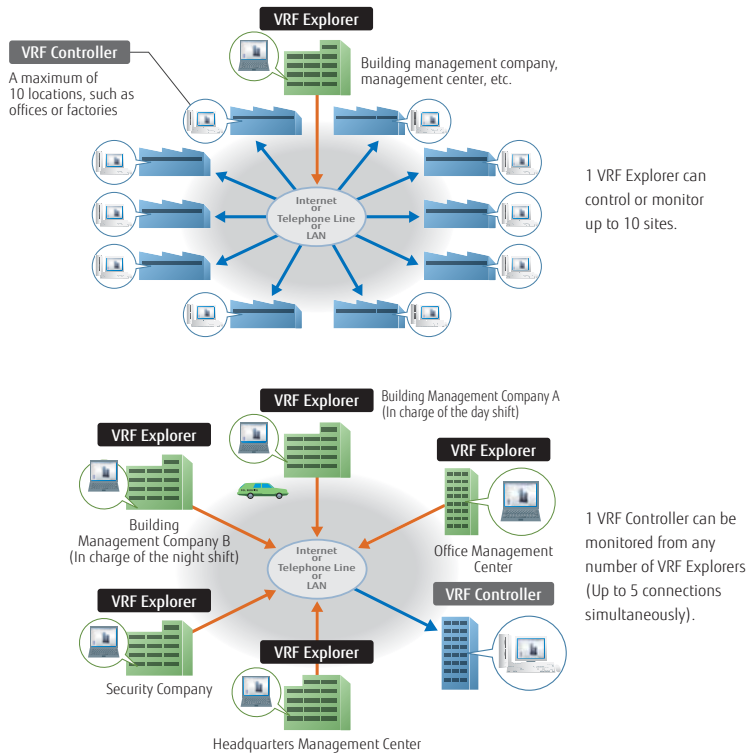 VRF Explorer
VRF Controller
A maximum of
10 locations, such as
offices or factories
Building management company,
management center, etc.
Internet
or
Telephone Line
or
LAN
1 VRF Explorer can
control or monitor
up to 10 sites.
VRF Explorer
Building Management Company A
(In charge of the day shift)
VRF Explorer
Building
Management Company B
(In charge of the night shift)
VRF Explorer
Office Management
Center
Internet
or
Telephone Line
or
LAN
1 VRF Controller can be
monitored from any
number of VRF Explorers
(Up to 5 connections
simultaneously).
VRF Explorer
Security Company
VRF Controller
VRF Explorer
Headquarters Management Center